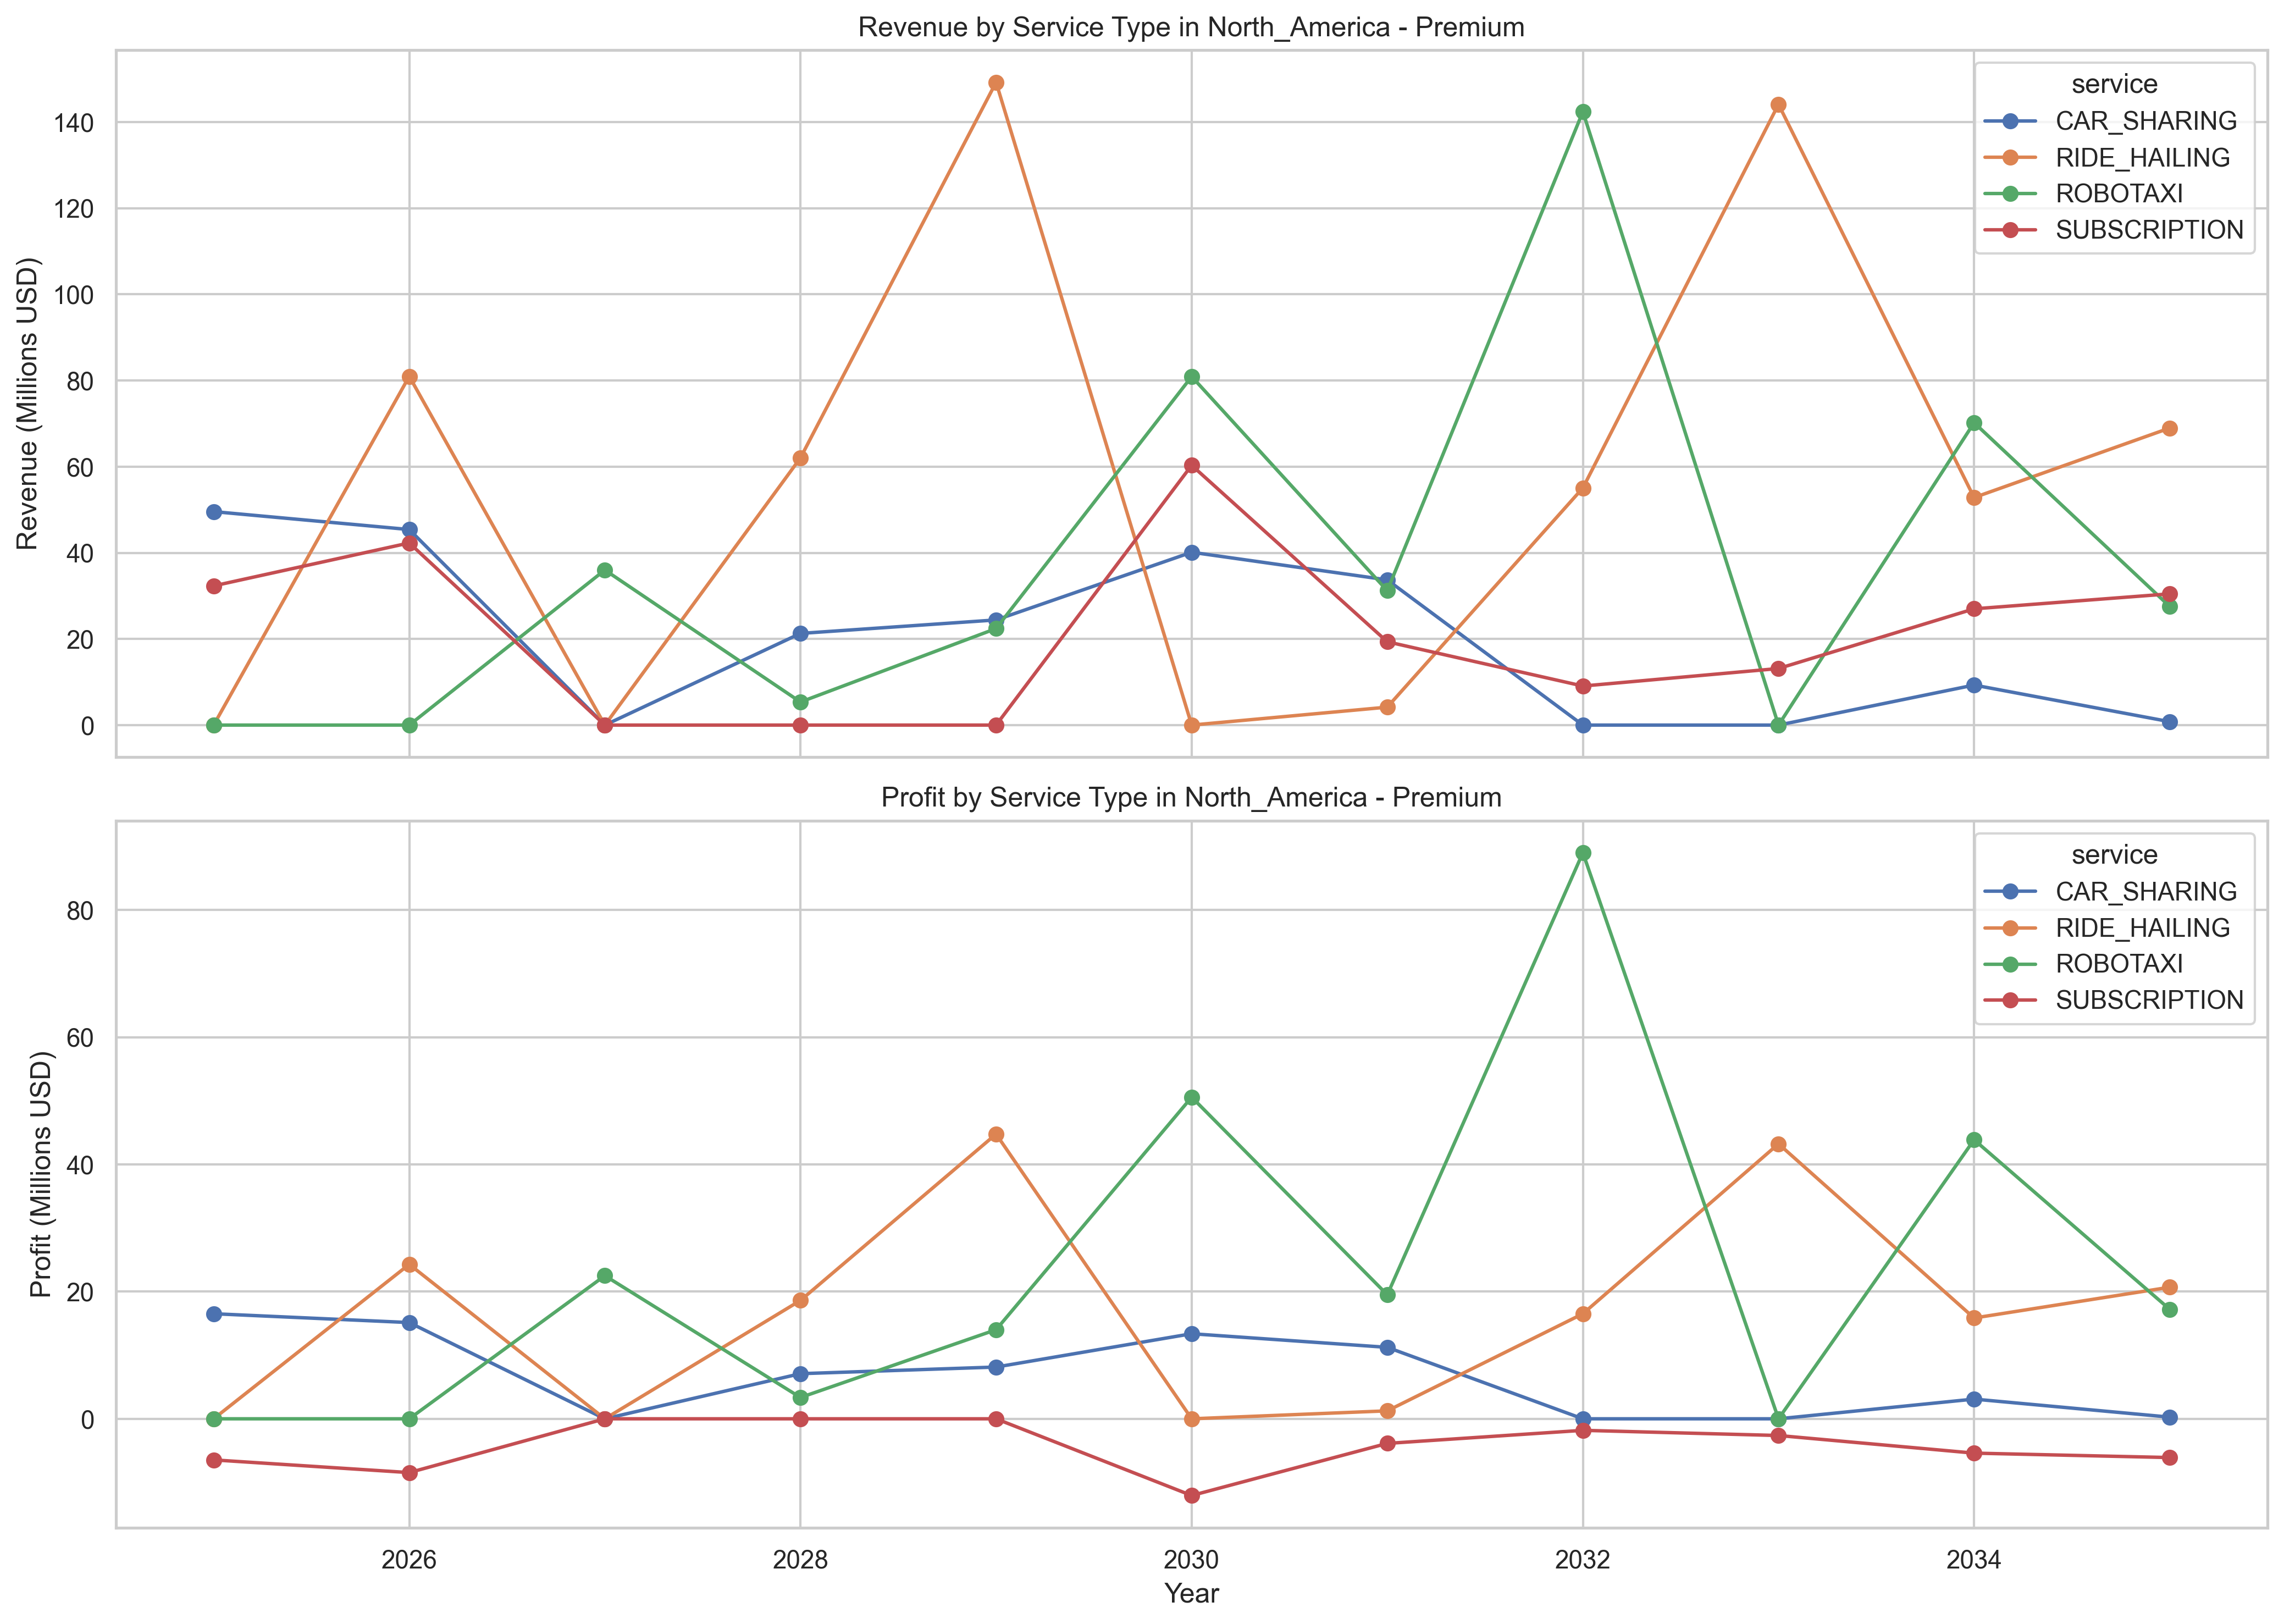 Revenue by Service Type in North_America - Premium
Revenue (Millions USD)
140
120
100
80
60
40
20
0
service
CAR_SHARING
RIDE_HAILING
ROBOTAXI
SUBSCRIPTION
Profit by Service Type in North_America - Premium
Profit (Millions USD)
80
60
40
20
0
service
CAR_SHARING
RIDE_HAILING
ROBOTAXI
SUBSCRIPTION
2026 2028 2030 2032 2034
Year